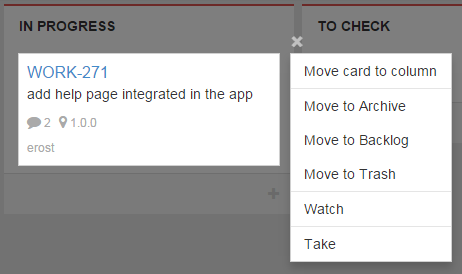 IN PROGRESS
TO CHECK
WORK-271
add help page integrated in the app
2 1.0.0
erost
Move card to column
Move to Archive
Move to Backlog
Move to Trash
Watch
Take